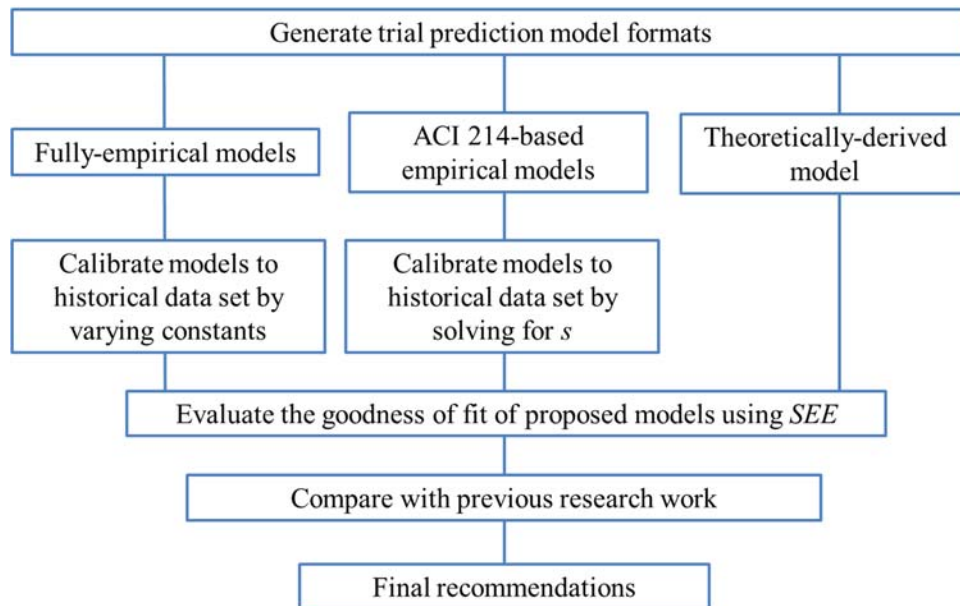 Generate trial prediction model formats
Fully-empirical models
ACI 214-based
empirical models
Theoretically-derived
model
Calibrate models to
historical data set by
varying constants
Calibrate models to
historical data set by
solving for s
Evaluate the goodness of fit of proposed models using SEE
Compare with previous research work
Final recommendations